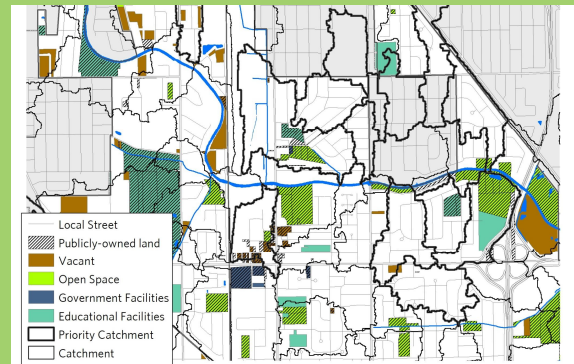 Local Street
Publicly-owned land
Vacant
Open Space
Government Facilities
Educational Facilities
Priority Catchment
Catchment